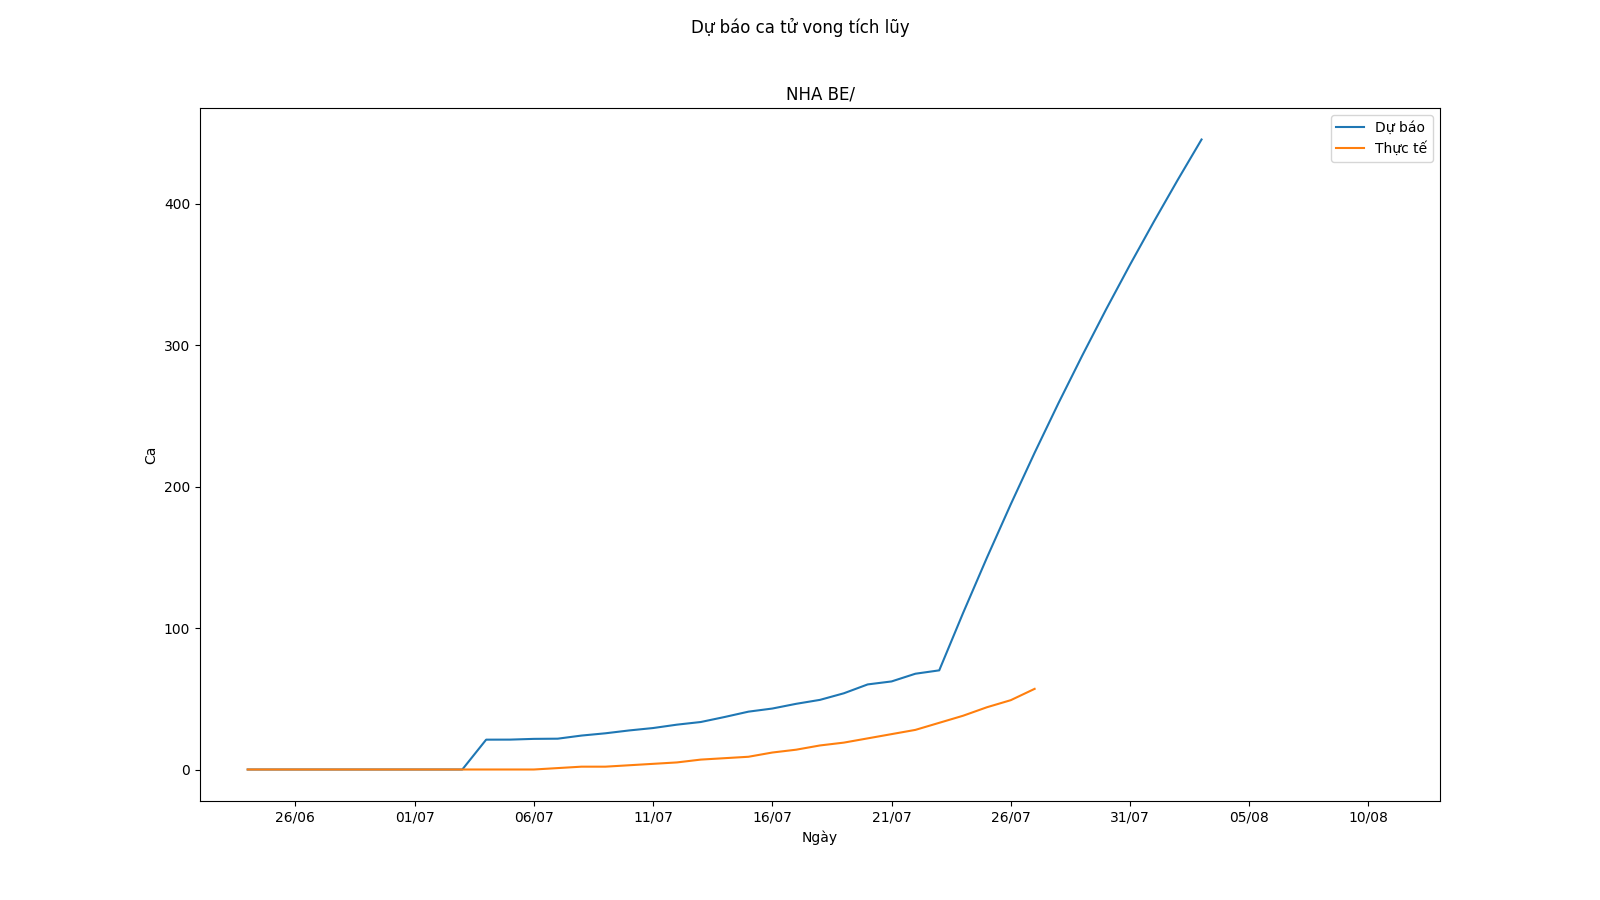 Dự báo ca tử vong tích lũy
NHA BE/
Dự báo
Thực tế
400
300
200
100
0
Ca
26/06 01/07 06/07 11/07 16/07 21/07 26/07 31/07 05/08 10/08
Ngày